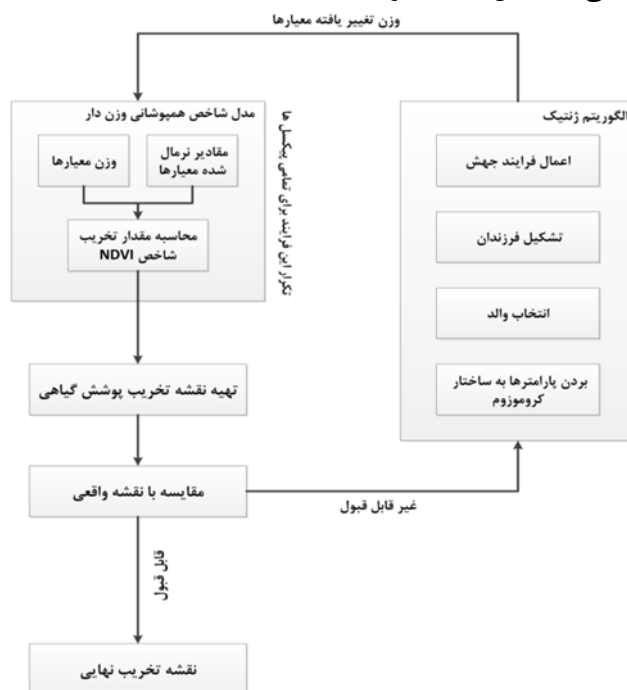 وزن تغییر یافته معیارها
مدل شاخص همپوشانی وزن دار
مقادیر نرمال
شده معیارها
وزن معیارها
محاسبه مقدار تخریب
شاخص NDVI
تکرار این فرایند برای تمامی پیکسل ها
تهیه نقشه تخریب پوشش گیاهی
مقایسه با نقشه واقعی
غیر قابل قبول
قابل قبول
نقشه تخریب نهایی
الگوریتم ژنتیک
اعمال فرایند جهش
تشکیل فرزندان
انتخاب والد
بردن پارامترها به ساختار
کروموزوم